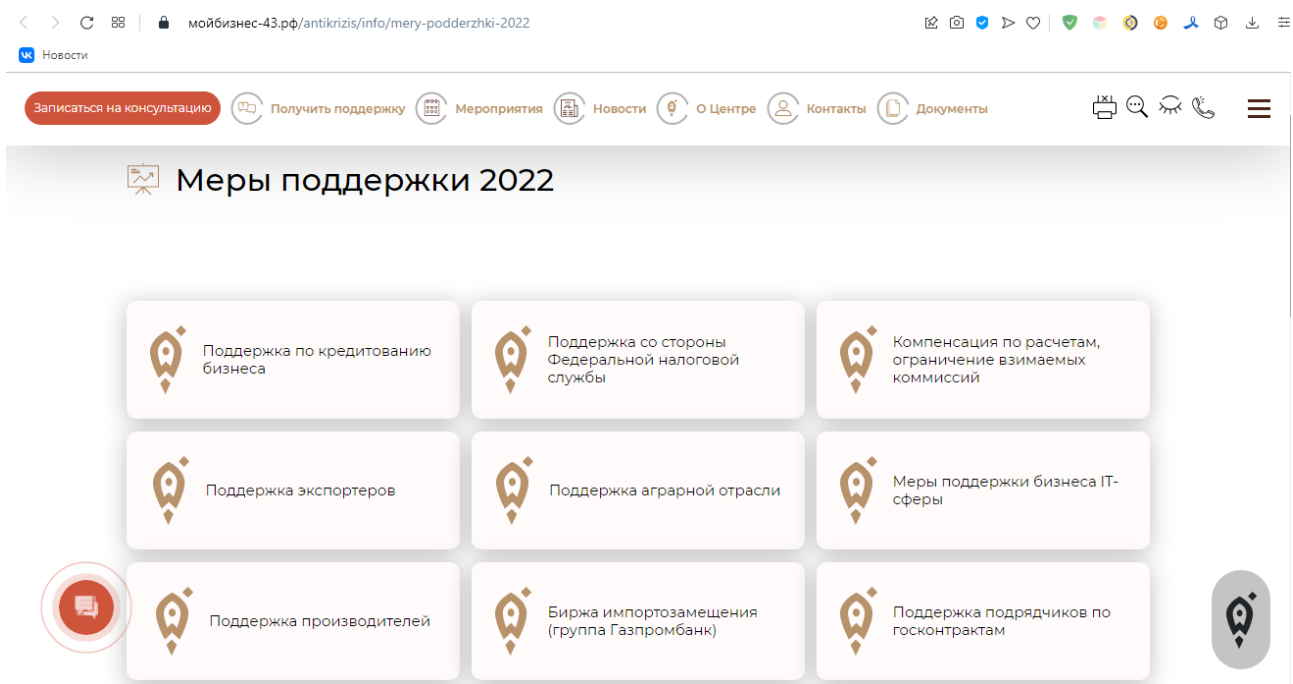 мойбизнес-43.рф/antikrizis/info/mery-podderzhki-2022
Новости
Записаться на консультацию
Получить поддержку
Мероприятия
Новости
О Центре
Контакты
Документы
Меры поддержки 2022
Поддержка по кредитованию
бизнеса
Поддержка со стороны
Федеральной налоговой
службы
Компенсация по расчетам,
ограничение взимаемых
коммиссий
Поддержка экспортеров
Поддержка аграрной отрасли
Меры поддержки бизнеса IT-
сферы
Поддержка производителей
Биржа импортозамещения
(группа Газпромбанк)
Поддержка подрядчиков по
госконтрактам